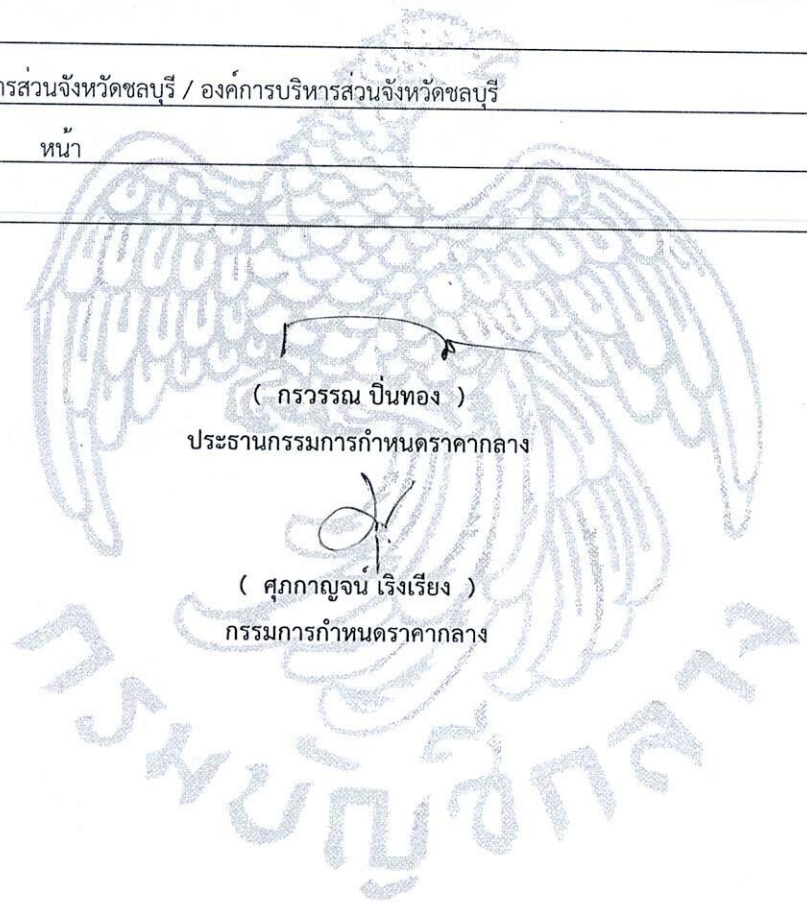 ารส่วนจังหวัดชลบุรี / องค์การบริหารส่วนจังหวัดชลบุรี
หน้า
( กรวรรณ ปิ่นทอง )
ประธานกรรมการกำหนดราคากลาง
( ศุภกาญจน์ เริงเรียง )
กรรมการกำหนดราคากลาง
กรมบัญชีกลาง